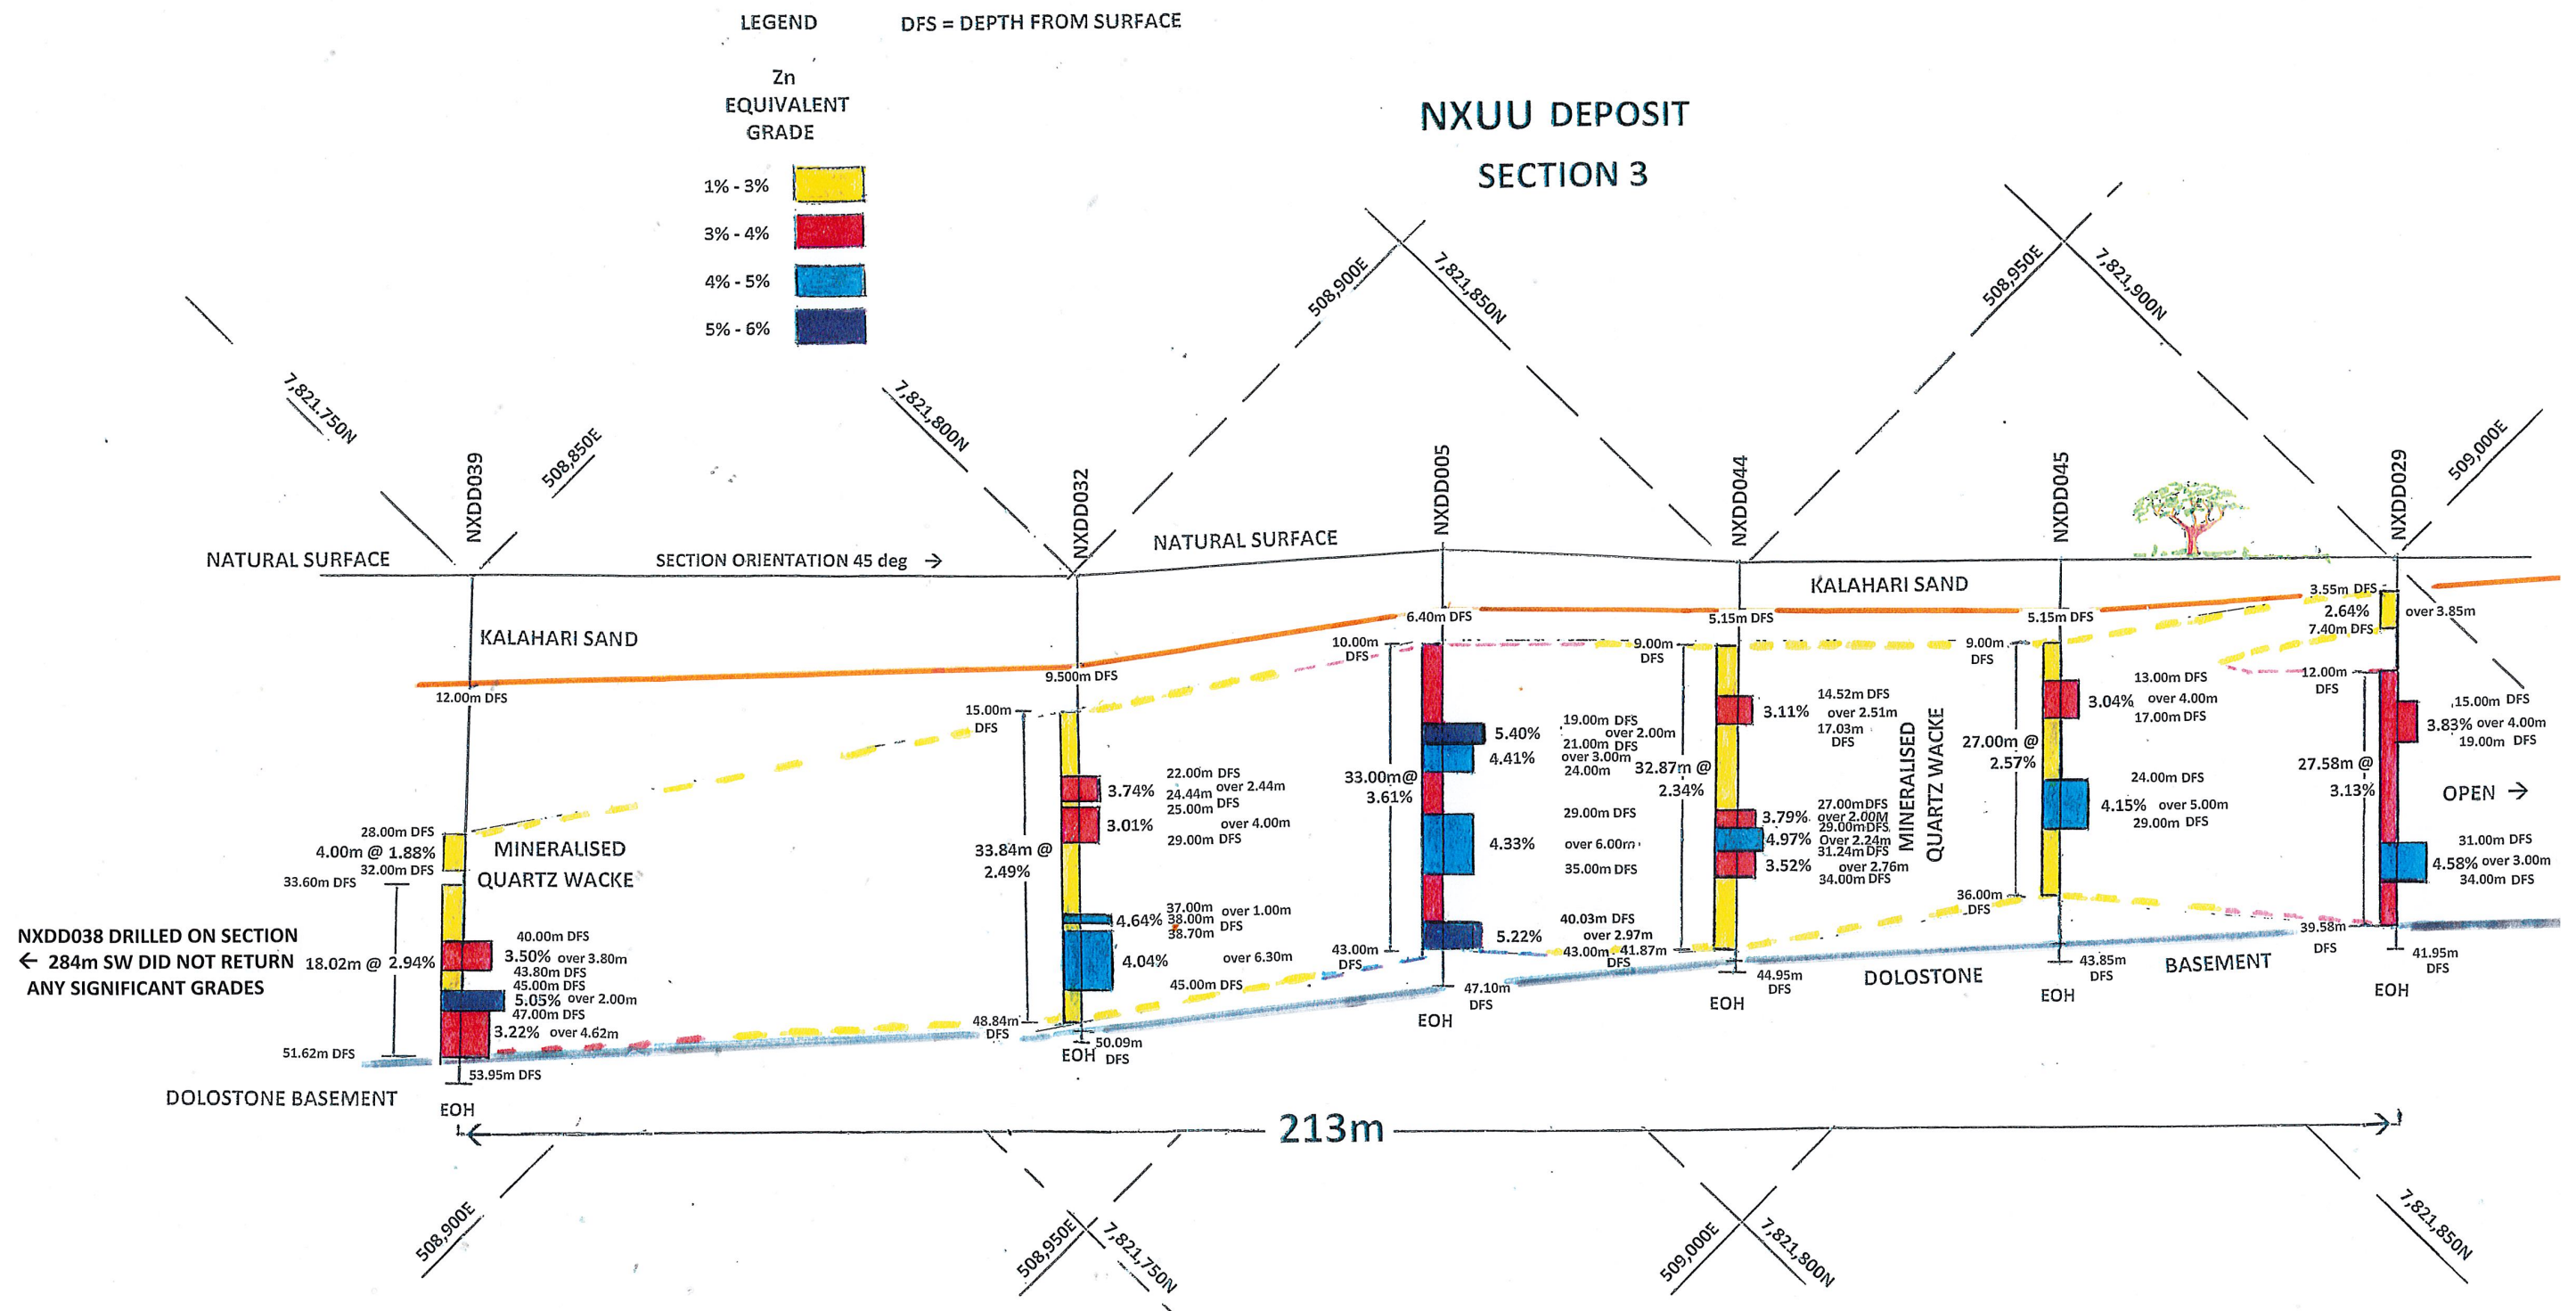 LEGEND
DFS = DEPTH FROM SURFACE
Zn
EQUIVALENT
GRADE
1% - 3%
3% - 4%
4% - 5%
5% - 6%
NXUU DEPOSIT
SECTION 3
7,821.750N
508,850E
7,821,800N
508,900E
7,821,850N
508,950E
7,821,900N
509,000E
NXDD039
NXDD032
NXDD005
NXDD044
NXDD045
NXDD029
NATURAL SURFACE
SECTION ORIENTATION 45 deg →
NATURAL SURFACE
KALAHARI SAND
KALAHARI SAND
12.00m DFS
28.00m DFS
4.00m @ 1.88%
32.00m DFS
33.60m DFS
MINERALISED
QUARTZ WACKE
NXDD038 DRILLED ON SECTION
← 284m SW DID NOT RETURN
ANY SIGNIFICANT GRADES
18.02m @ 2.94%
40.00m DFS
3.50% over 3.80m
43.80m DFS
45.00m DFS
5.05% over 2.00m
47.00m DFS
3.22% over 4.62m
51.62m DFS
53.95m DFS
DOLOSTONE BASEMENT
EOH
9.500m DFS
15.00m
DFS
33.84m @
2.49%
22.00m DFS
3.74%
over 2.44m
24.44m
DFS
25.00m
3.01%
over 4.00m
29.00m DFS
37.00m
4.64%
over 1.00m
38.00m
DFS
38.70m
4.04%
over 6.30m
45.00m DFS
48.84m
DFS
50.09m
DFS
EOH
6.40m DFS
10.00m
DFS
33.00m@
3.61%
19.00m DFS
5.40%
over 2.00m
21.00m DFS
4.41%
over 3.00m
24.00m
29.00m DFS
4.33%
over 6.00m
35.00m DFS
40.03m DFS
5.22%
over 2.97m
43.00m
DFS
43.00m
47.10m
DFS
EOH
5.15m DFS
9.00m
DFS
32.87m @
2.34%
14.52m DFS
3.11%
over 2.51m
17.03m
DFS
27.00m DFS
3.79%
over 2.00M
29.00m DFS
4.97%
Over 2.24m
31.24m DFS
3.52%
over 2.76m
34.00m DFS
41.87m
DFS
44.95m
DFS
EOH
MINERALISED
QUARTZ WACKE
5.15m DFS
9.00m
DFS
27.00m @
2.57%
13.00m DFS
3.04% over 4.00m
17.00m DFS
24.00m DFS
4.15% over 5.00m
29.00m DFS
36.00m
DFS
43.85m
DFS
EOH
DOLOSTONE
BASEMENT
3.55m DFS
2.64% over 3.85m
7.40m DFS
12.00m
DFS
27.58m @
3.13%
15.00m DFS
3.83% over 4.00m
19.00m DFS
OPEN →
31.00m DFS
4.58% over 3.00m
34.00m DFS
39.58m
DFS
41.95m
DFS
EOH
213m
508,900E
508,950E
7,821,750N
509,000E
7,821,800N
7,821,850N